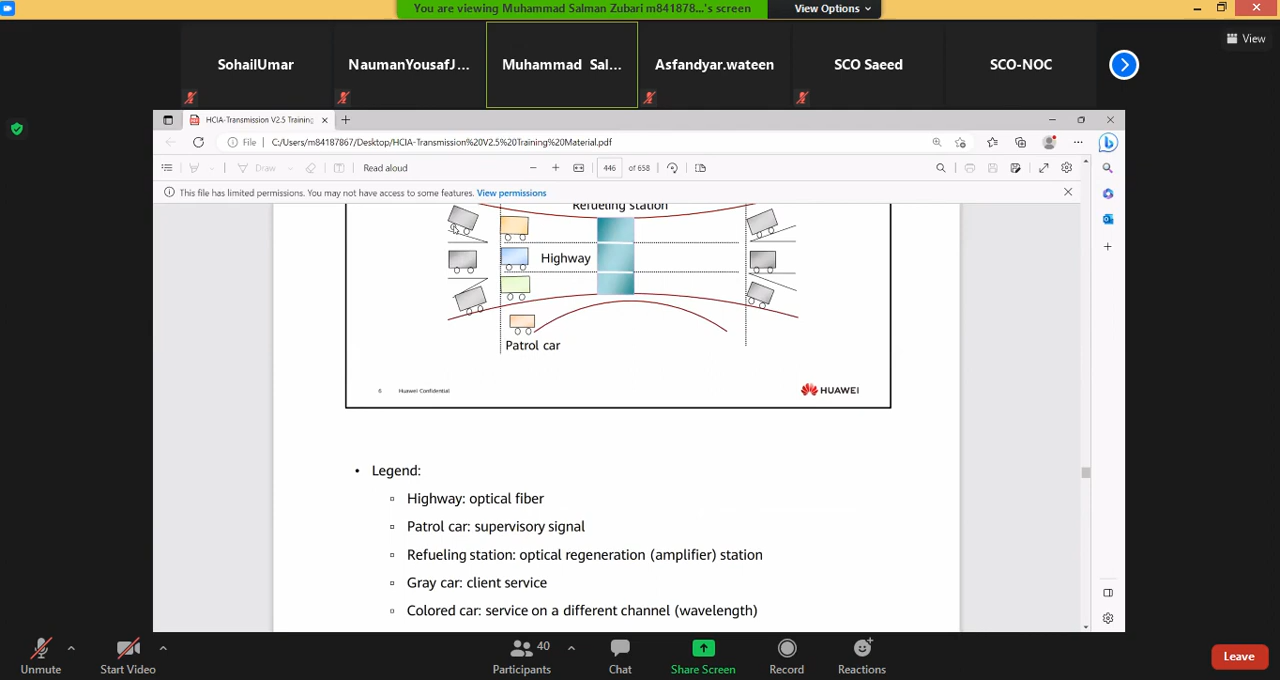 You are viewing Muhammad Salman Zubari m841878...'s screen
View Options
View
SohailUmar
NaumanYousafJ...
Muhammad Sal...
Asfandyar.wateen
SCO Saeed
SCO-NOC
HCIA-Transmission V2.5 Training
File
C:/Users/m84187867/Desktop/HCIA-Transmission%20V2.5%20Training%20Material.pdf
Draw
Read aloud
446 of 658
This file has limited permissions. You may not have access to some features. View permissions
Refueling station
Highway
Patrol car
Huawei Confidential
HUAWEI
• Legend:
▫ Highway: optical fiber
▫ Patrol car: supervisory signal
▫ Refueling station: optical regeneration (amplifier) station
▫ Gray car: client service
▫ Colored car: service on a different channel (wavelength)
Unmute
Start Video
40
Participants
Chat
Share Screen
Record
Reactions
Leave